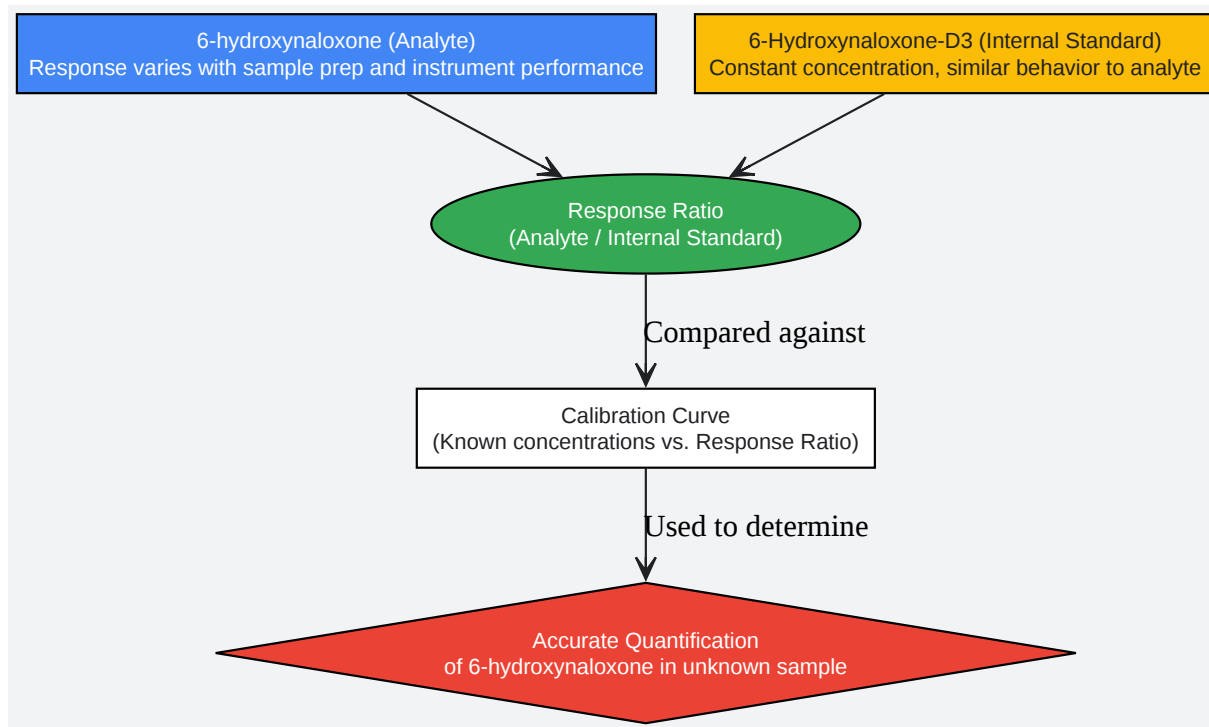 6-hydroxynaloxone (Analyte)
Response varies with sample prep and instrument performance
6-Hydroxynaloxone-D3 (Internal Standard)
Constant concentration, similar behavior to analyte
Response Ratio
(Analyte / Internal Standard)
Compared against
Calibration Curve
(Known concentrations vs. Response Ratio)
Used to determine
Accurate Quantification
of 6-hydroxynaloxone in unknown sample